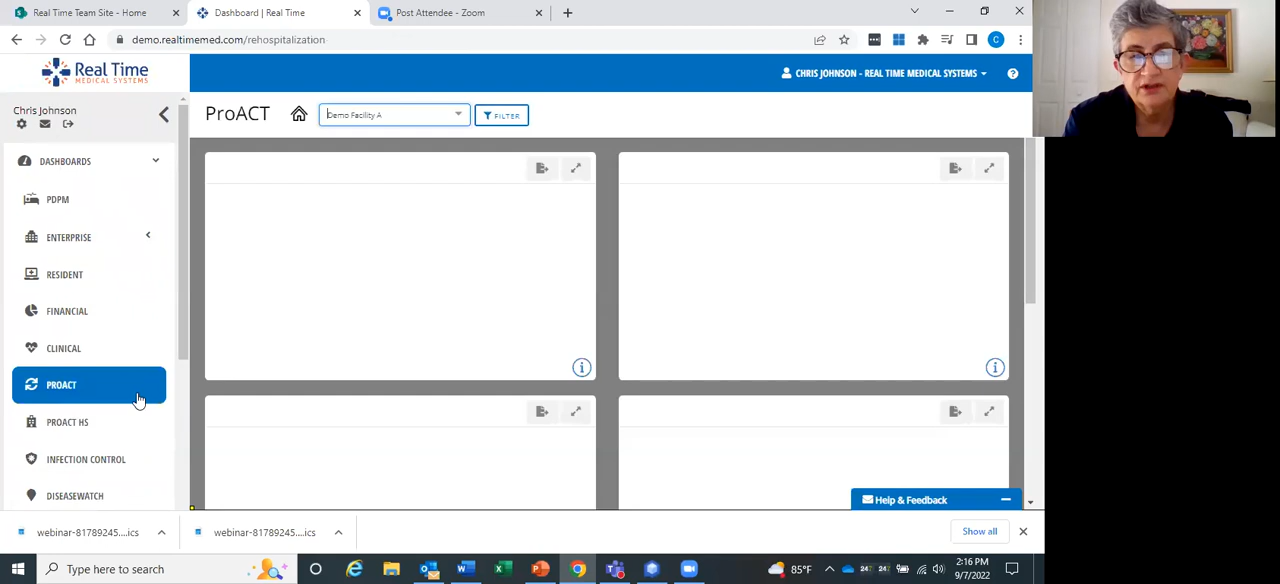 Real Time Team Site - Home
Dashboard | Real Time
Post Attendee - Zoom
demo.realtimemed.com/rehospitalization
C
Real Time
MEDICAL SYSTEMS
CHRIS JOHNSON - REAL TIME MEDICAL SYSTEMS
Chris Johnson
ProACT
Demo Facility A
FILTER
DASHBOARDS
PDPM
ENTERPRISE
RESIDENT
FINANCIAL
CLINICAL
PROACT
PROACT HS
INFECTION CONTROL
DISEASEWATCH
Help & Feedback
webinar-81789245....ics
webinar-81789245....ics
Show all
Type here to search
85°F
24
24
2:16 PM
9/7/2022